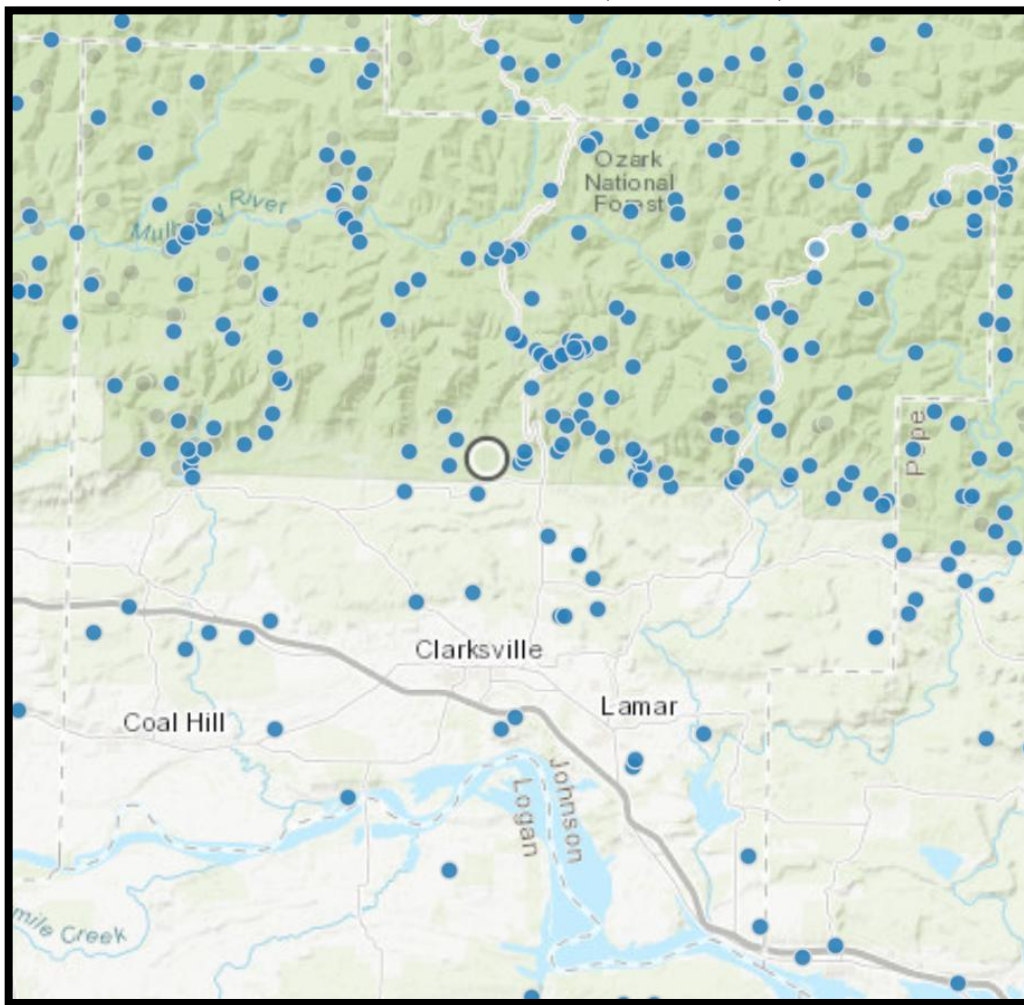 Ozark
National
Forest
Mulberry River
Pope
Clarksville
Lamar
Coal Hill
Johnson
Logan
mile Creek